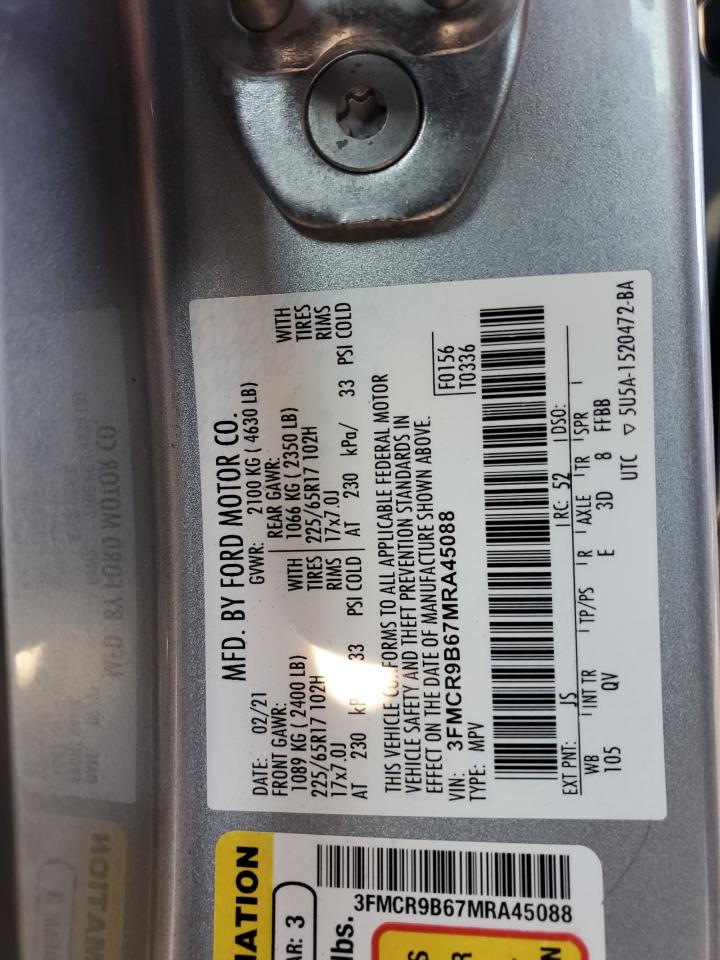 MFD. BY FORD MOTOR CO.
DATE: 02/21 GVWR: 2100 KG ( 4630 LB)
FRONT GAWR: REAR GAWR:
1089 KG ( 2400 LB) WITH 1066 KG ( 2350 LB) WITH
225/65R17 102H TIRES 225/65R17 102H TIRES
17x7.0J RIMS 17x7.0J RIMS
AT 230 33 PSI COLD AT 230 kPa/ 33 PSI COLD
THIS VEHICLE TO ALL APPLICABLE FEDERAL MOTOR
VEHICLE SAFETY AND THEFT PREVENTION STANDARDS IN
EFFECT ON THE DATE OF MANUFACTURE SHOWN ABOVE.
VIN: 3FMCR9B67MRA45088 F0156
TYPE: MPV T0336
EXT PNT: JS RC: 52 DSO:
WB INT TR TP/PS R AXLE TR SPR
105 QV E 3D 8 FFBB
UTC ▽ 5U5A-1520472-BA
3FMCR9B67MRA45088
3
lbs.